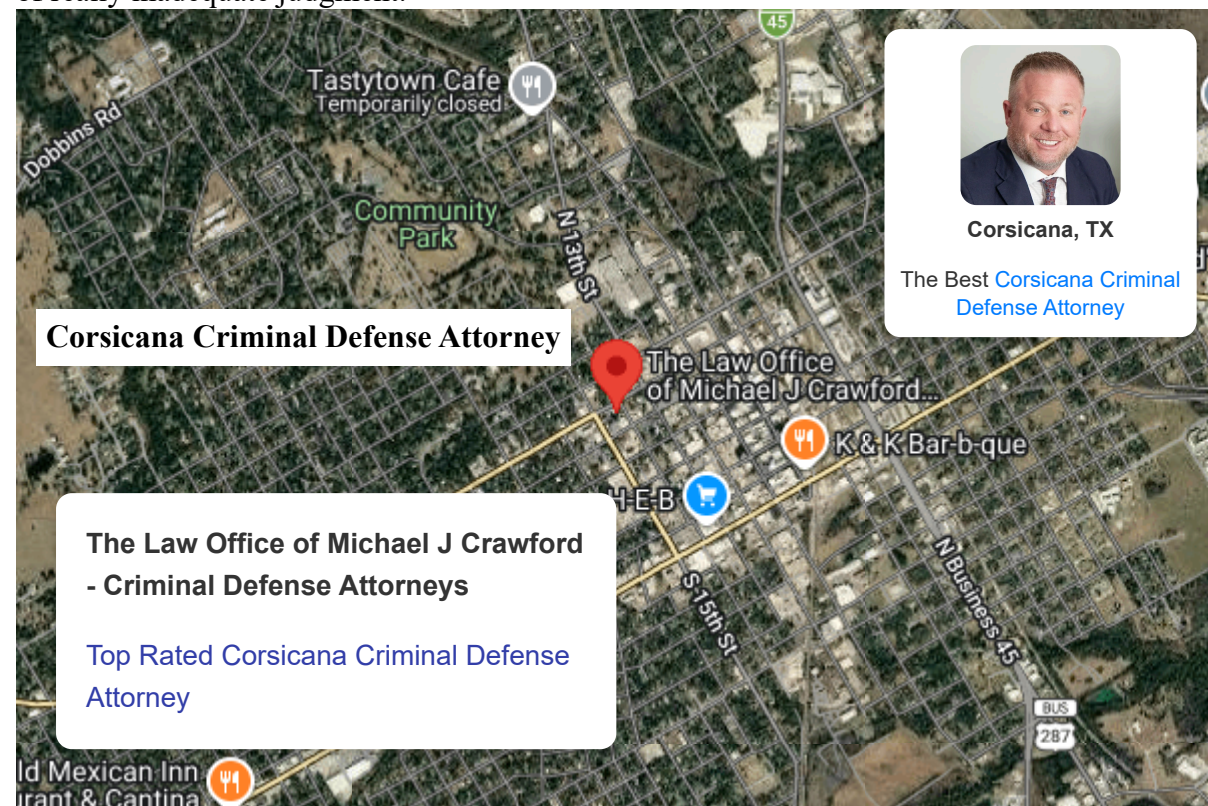 45
Tastytown Cafe
Temporarily closed
Dobbins Rd
Community
Park
N 13th St
Corsicana, TX
The Best Corsicana Criminal
Defense Attorney
Corsicana Criminal Defense Attorney
The Law Office
of Michael J Crawford...
K & K Bar-b-que
H-E-B
The Law Office of Michael J Crawford
- Criminal Defense Attorneys
Top Rated Corsicana Criminal Defense
Attorney
S 15th St
N Business 45
BUS
287
Mexican Inn
& Cantina